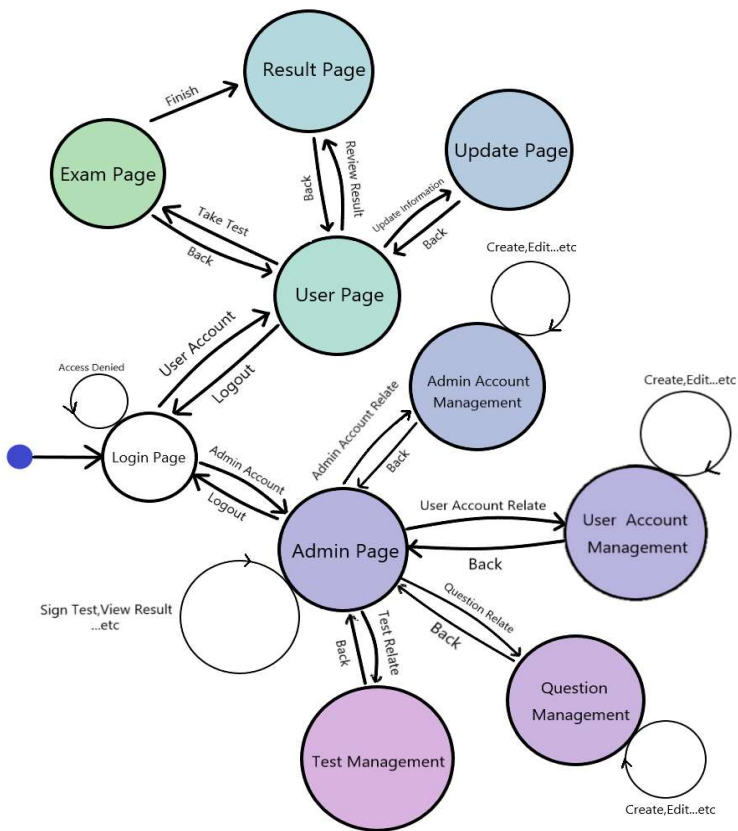 Result Page
Finish
Update Page
Exam Page
Back
Review Result
Update Information
Take Test
Back
Back
Create,Edit...etc
User Page
User Account
Logout
Access Denied
Admin Account
Management
Create,Edit...etc
Admin Account Relate
Back
Login Page
Admin Account
Logout
User Account Relate
User Account
Management
Admin Page
Back
Sign Test,View Result
...etc
Question Relate
Back
Test Relate
Back
Question
Management
Test Management
Create,Edit...etc